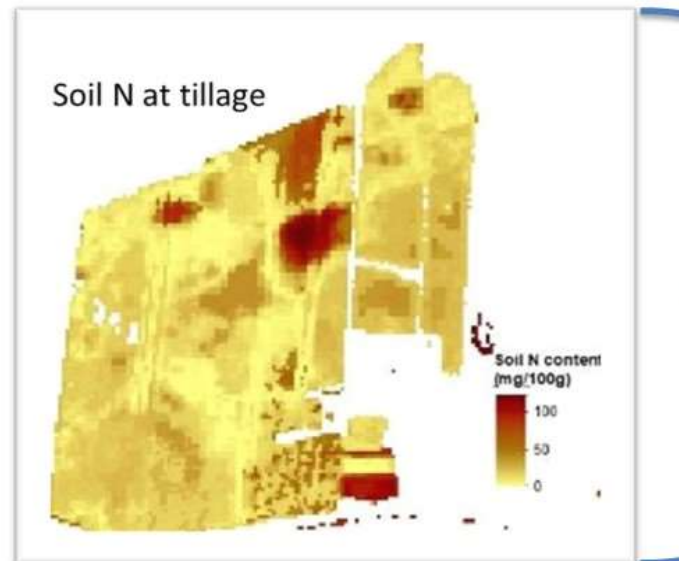 Soil N at tillage
Soil N content
(mg/100g)
100
50
0